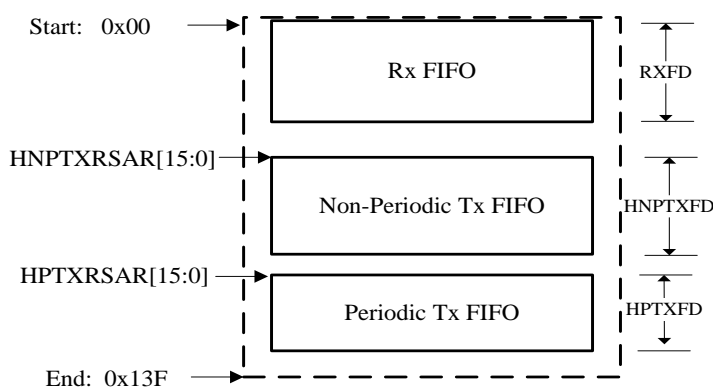 Start: 0x00
Rx FIFO
RXFD
HNPTXRSAR[15:0]
Non-Periodic Tx FIFO
HNPTXFD
HPTXRSAR[15:0]
Periodic Tx FIFO
HPTXFD
End: 0x13F